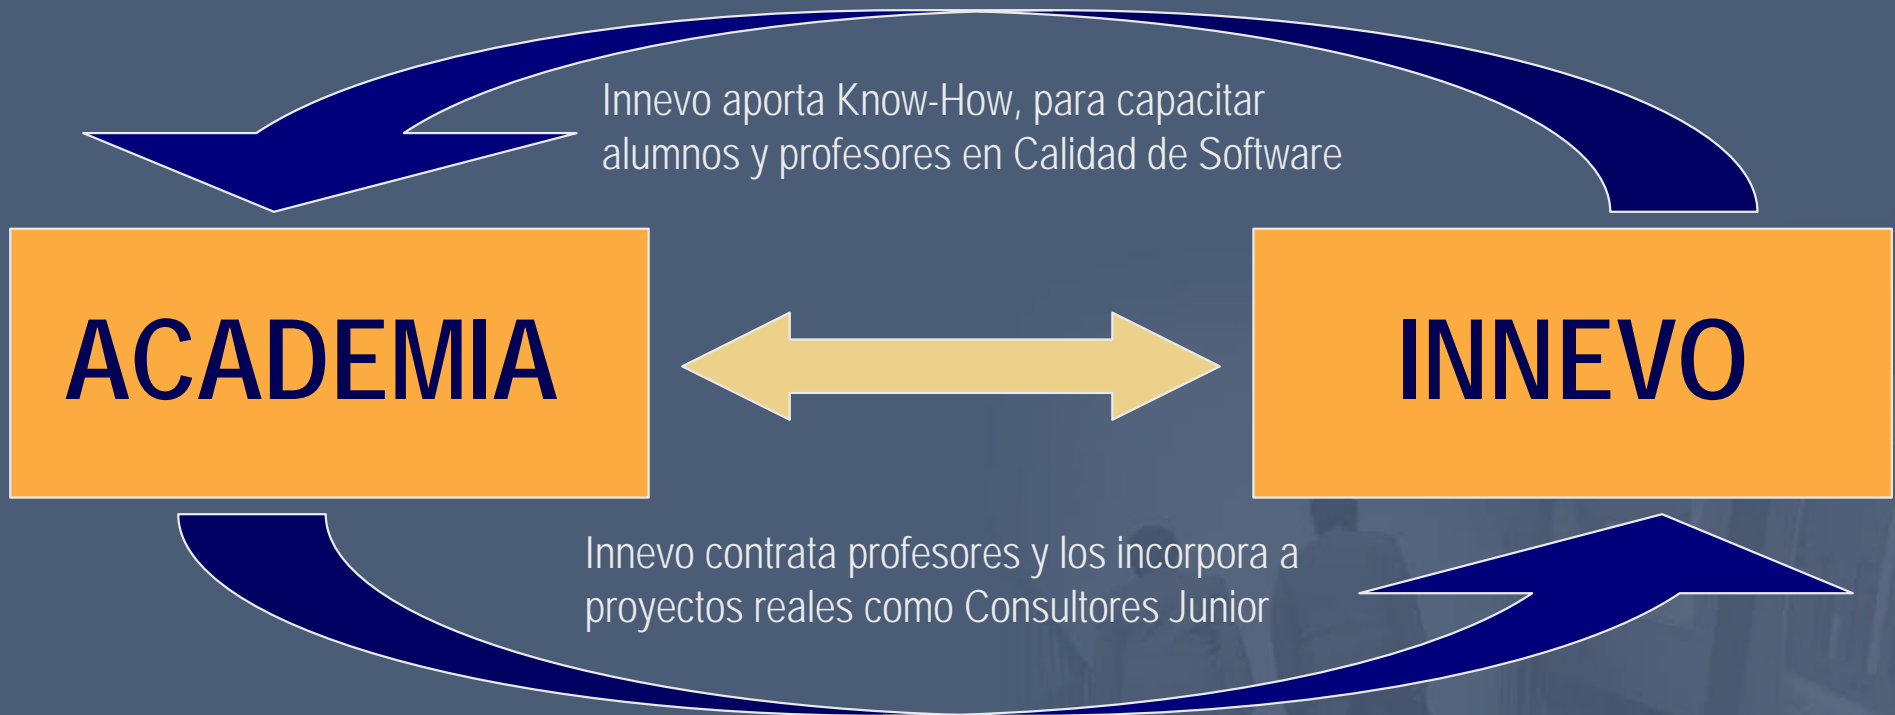 Innevo aporta Know-How, para capacitar
alumnos y profesores en Calidad de Software
ACADEMIA
INNEVO
Innevo contrata profesores y los incorpora a
proyectos reales como Consultores Junior